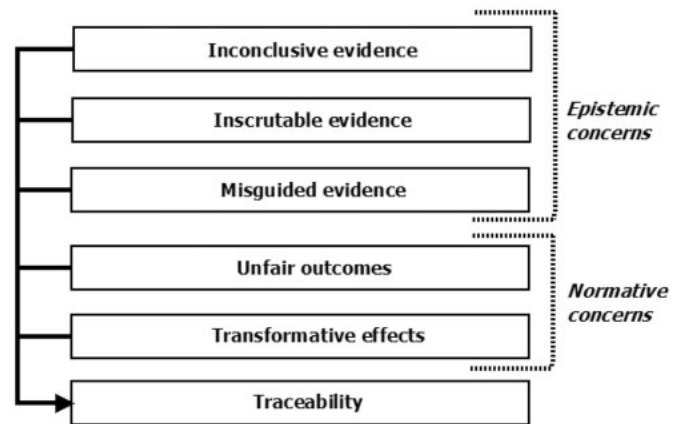 Inconclusive evidence
Inscrutable evidence
Misguided evidence
Epistemic
concerns
Unfair outcomes
Transformative effects
Normative
concerns
Traceability